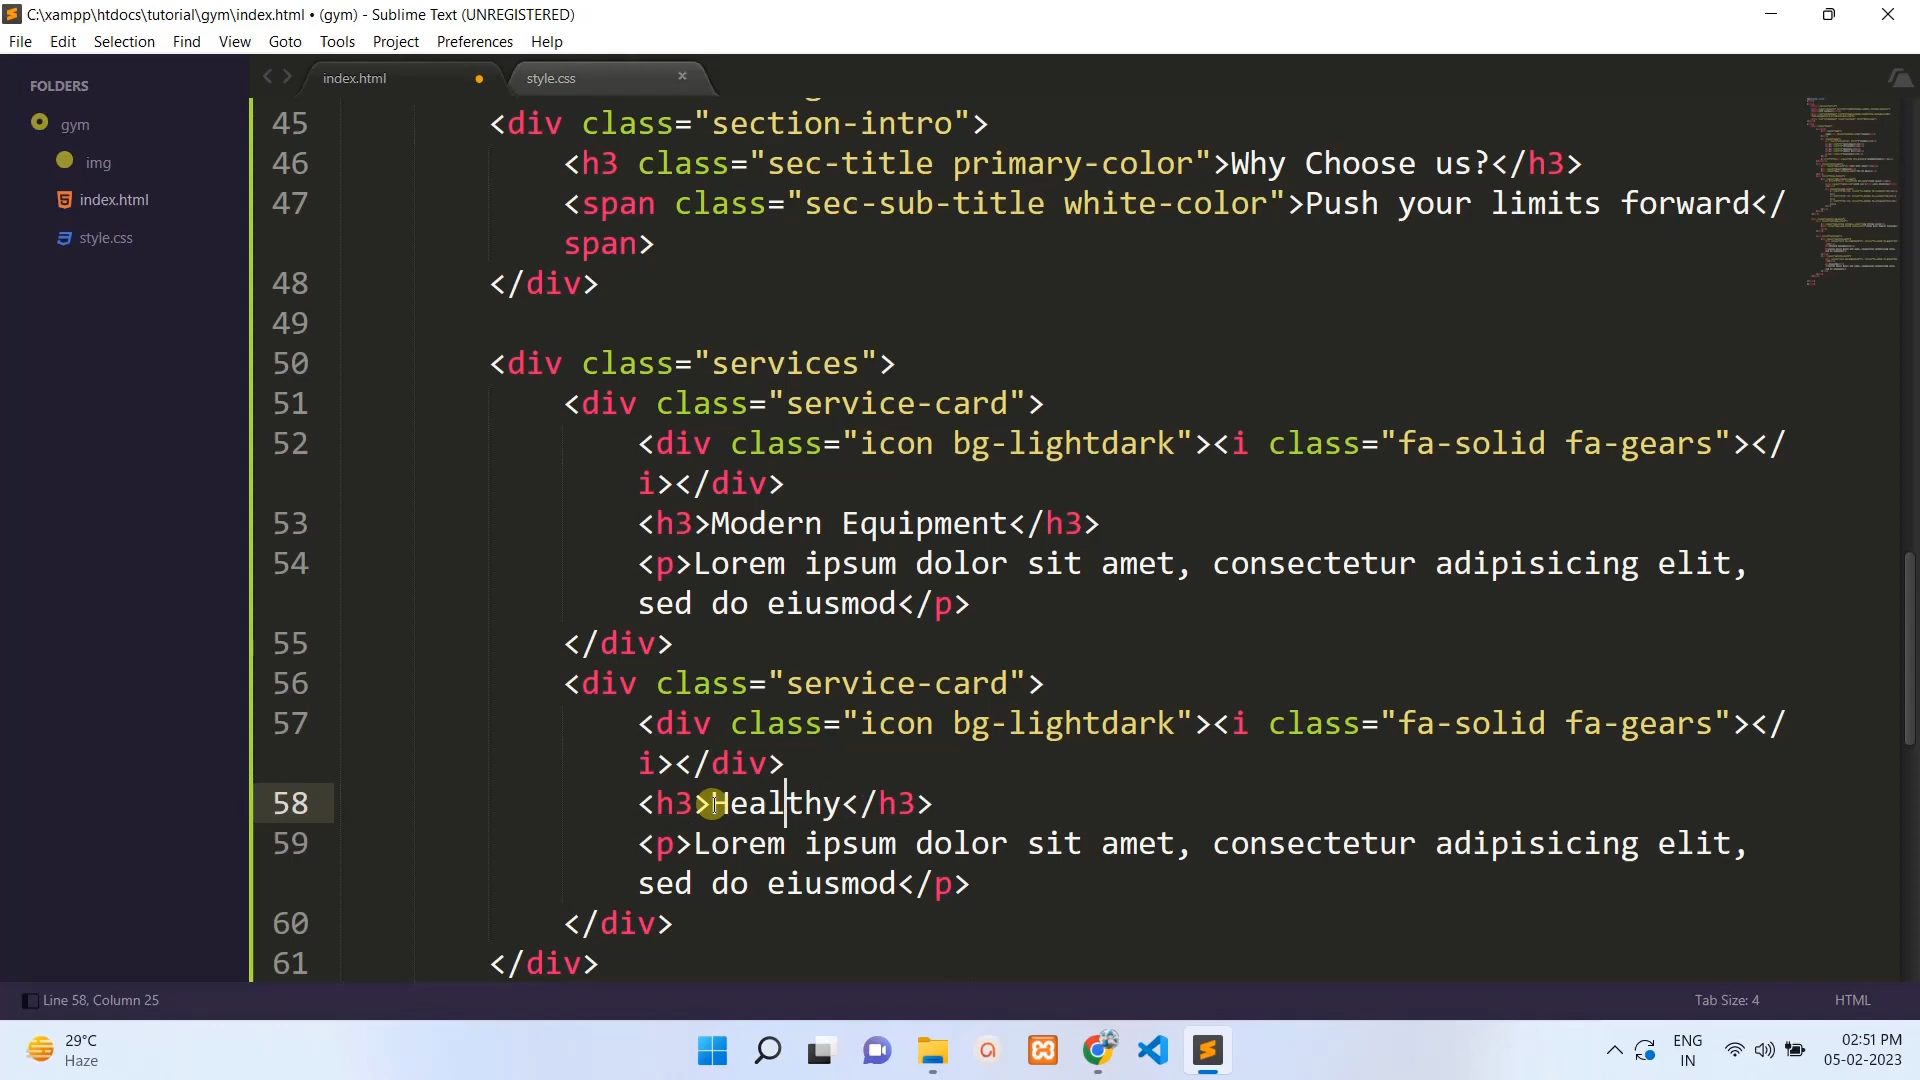 C:\xampp\htdocs\tutorial\gym\index.html • (gym) - Sublime Text (UNREGISTERED)
File Edit Selection Find View Goto Tools Project Preferences Help
FOLDERS
gym
img
index.html
style.css
index.html
style.css
45 <div class="section-intro">
46 <h3 class="sec-title primary-color">Why Choose us?</h3>
47 <span class="sec-sub-title white-color">Push your limits forward</
span>
48 </div>
49
50 <div class="services">
51 <div class="service-card">
52 <div class="icon bg-lightdark"><i class="fa-solid fa-gears"></
i></div>
53 <h3>Modern Equipment</h3>
54 <p>Lorem ipsum dolor sit amet, consectetur adipisicing elit,
sed do eiusmod</p>
55 </div>
56 <div class="service-card">
57 <div class="icon bg-lightdark"><i class="fa-solid fa-gears"></
i></div>
58 <h3>Healthy</h3>
59 <p>Lorem ipsum dolor sit amet, consectetur adipisicing elit,
sed do eiusmod</p>
60 </div>
61 </div>
Line 58, Column 25
Tab Size: 4
HTML
29°C
Haze
ENG
IN
02:51 PM
05-02-2023